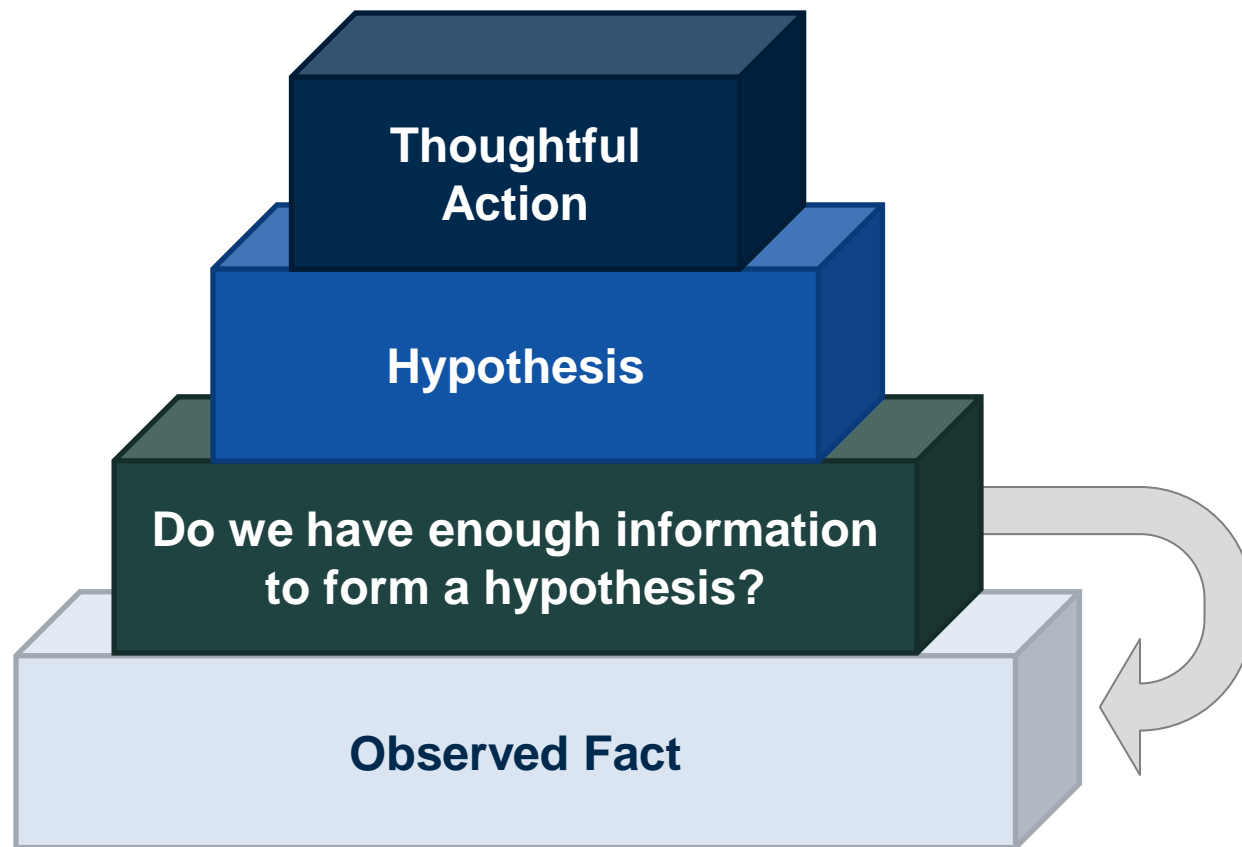 Thoughtful
Action
Hypothesis
Do we have enough information
to form a hypothesis?
Observed Fact